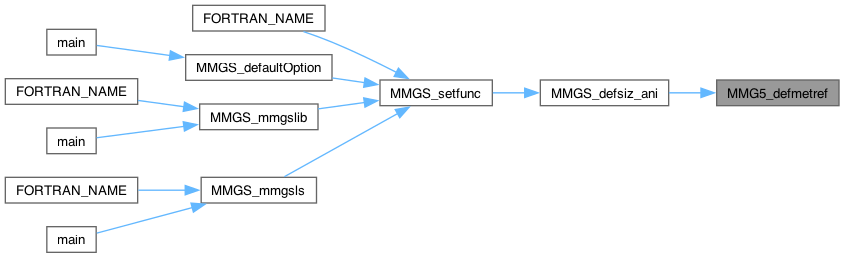 FORTRAN_NAME
main
MMGS_defaultOption
FORTRAN_NAME
MMGS_setfunc
MMGS_defsiz_ani
MMG5_defmetref
MMGS_mmgslib
main
FORTRAN_NAME
MMGS_mmgsls
main